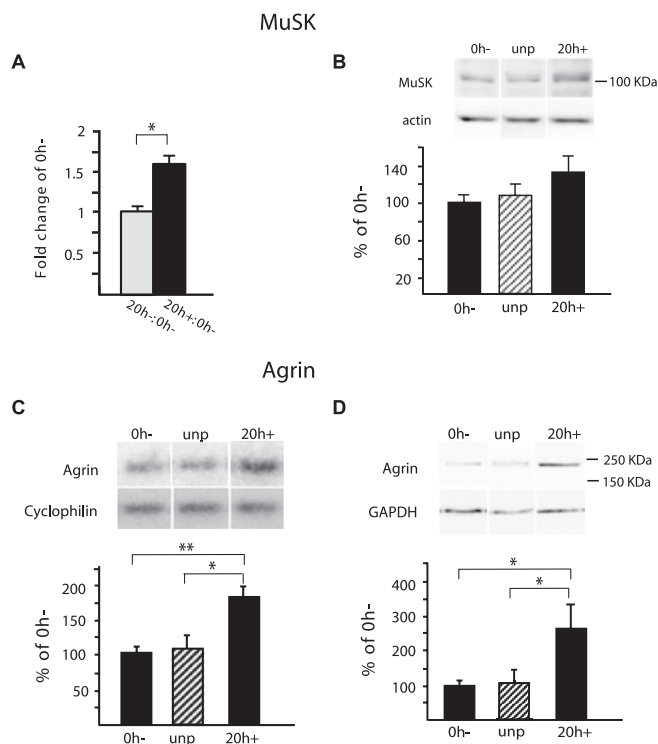 MuSK
A
Fold change of 0h-
2
1.5
1
0.5
*
20h-:0h-
20h+:0h-
B
0h- unp 20h+
MuSK
100 KDa
actin
% of 0h-
140
100
60
20
0h- unp 20h+
Agrin
C
0h- unp 20h+
Agrin
Cyclophilin
% of 0h-
200
150
100
50
**
*
0h- unp 20h+
D
0h- unp 20h+
Agrin
250 KDa
150 KDa
GAPDH
% of 0h-
400
300
200
100
*
*
0h- unp 20h+